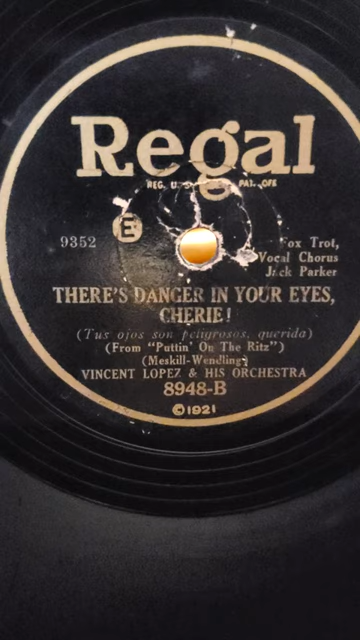 Regal
REG. U. S. PAT. OFF.
E
9352
Fox Trot,
Vocal Chorus
Jack Parker
THERE'S DANGER IN YOUR EYES,
CHERIE!
(Tus ojos son peligrosos, querida)
(From "Puttin' On The Ritz")
(Meskill-Wendling)
VINCENT LOPEZ & HIS ORCHESTRA
8948-B
©1921